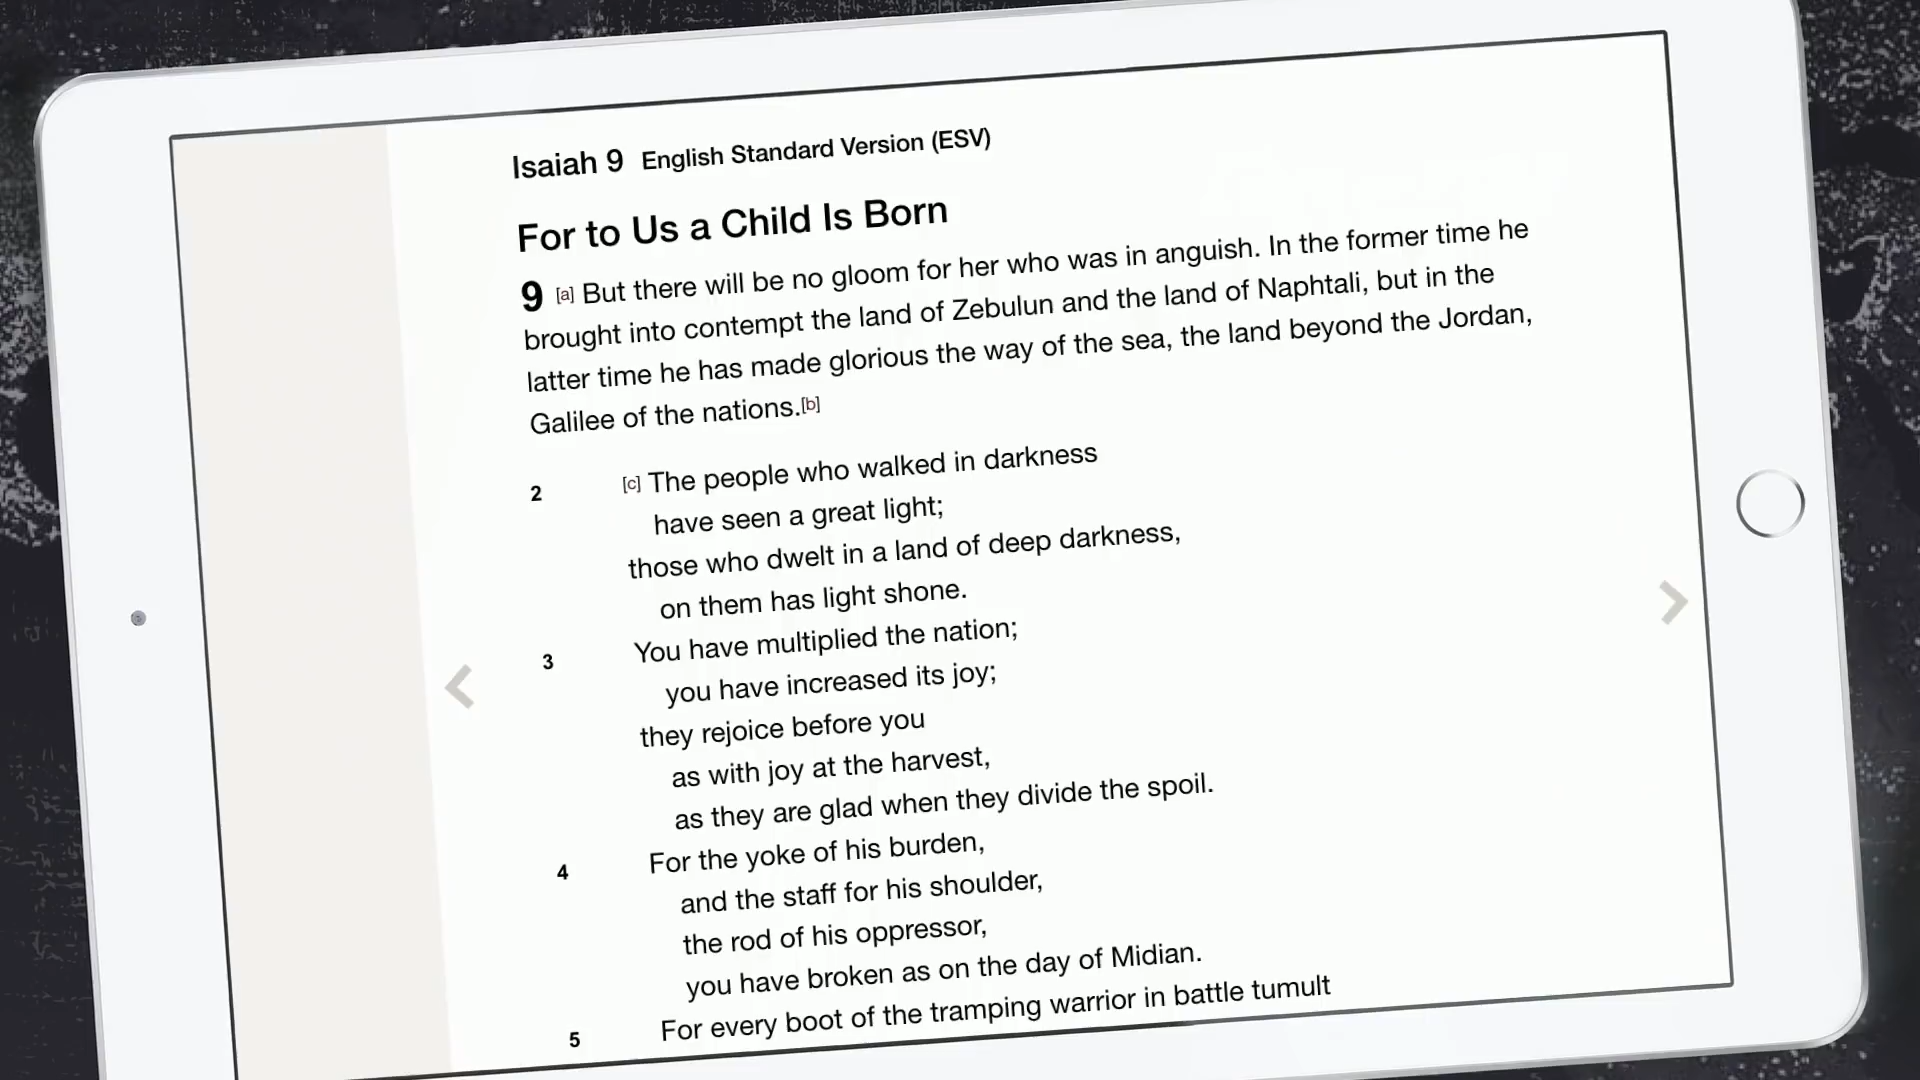 Isaiah 9 English Standard Version (ESV)
For to Us a Child Is Born
9 [a] But there will be no gloom for her who was in anguish. In the former time he
brought into contempt the land of Zebulun and the land of Naphtali, but in the
latter time he has made glorious the way of the sea, the land beyond the Jordan,
Galilee of the nations.[b]
2 [c] The people who walked in darkness
have seen a great light;
those who dwelt in a land of deep darkness,
on them has light shone.
3 You have multiplied the nation;
you have increased its joy;
they rejoice before you
as with joy at the harvest,
as they are glad when they divide the spoil.
4 For the yoke of his burden,
and the staff for his shoulder,
the rod of his oppressor,
you have broken as on the day of Midian.
5 For every boot of the tramping warrior in battle tumult